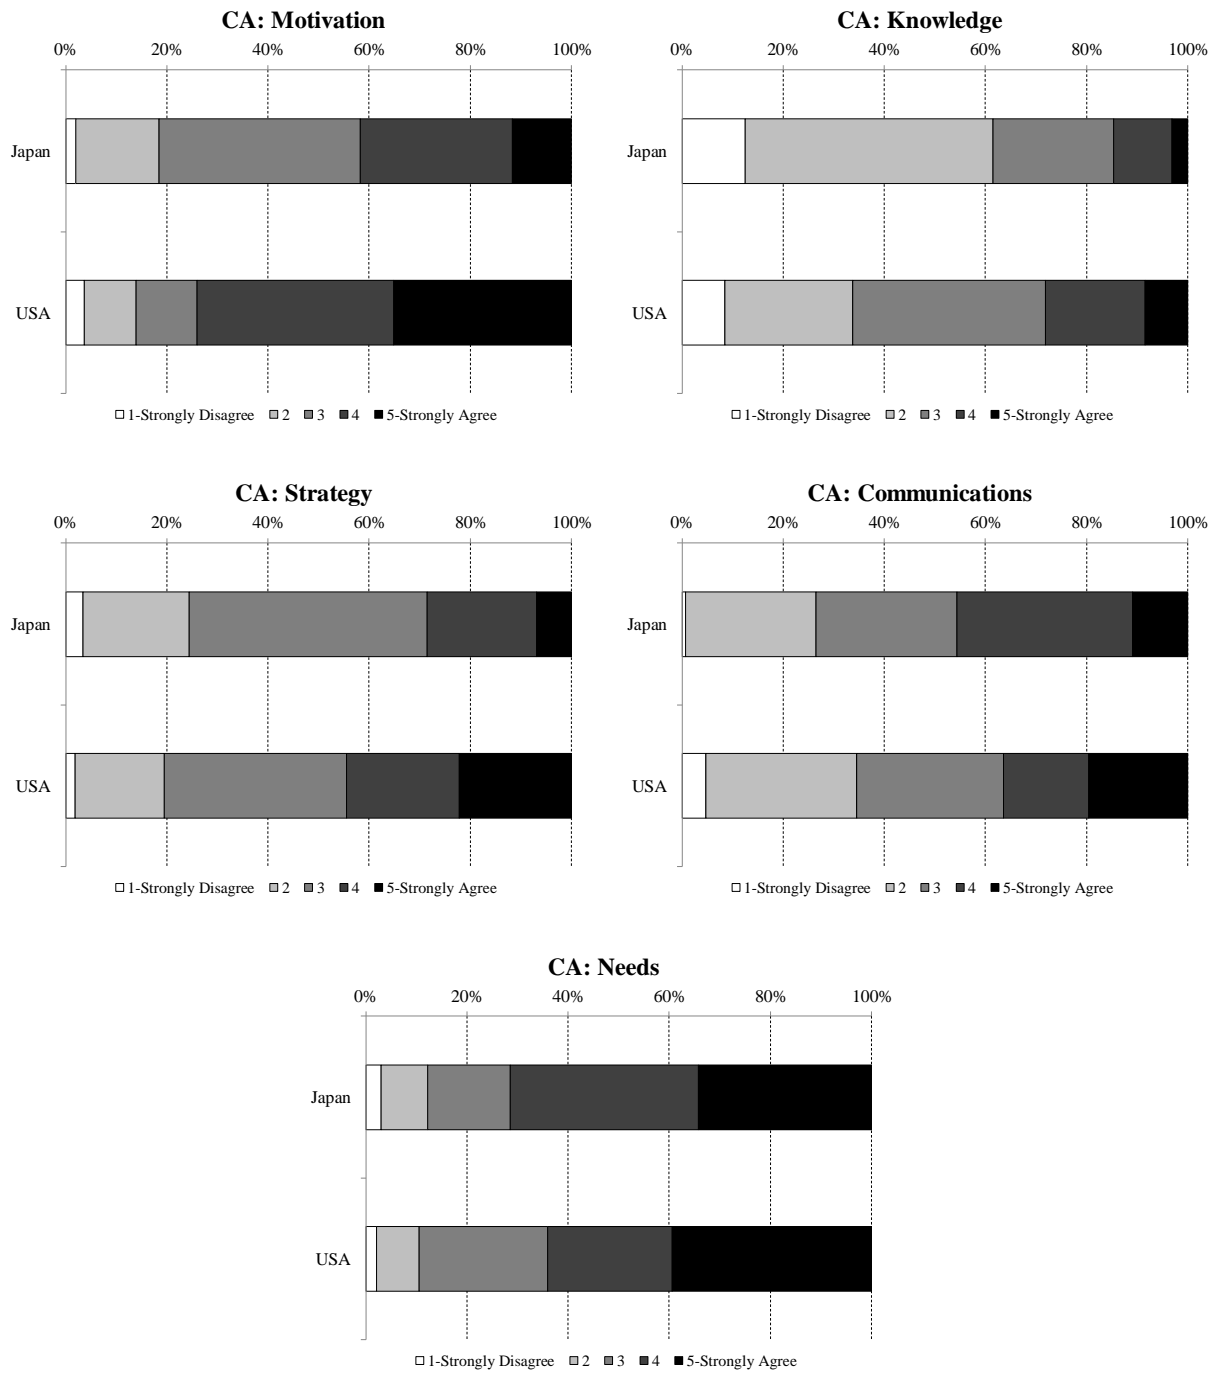 CA: Motivation
0% 20% 40% 60% 80% 100%
Japan
USA
1-Strongly Disagree 2 3 4 5-Strongly Agree
CA: Knowledge
0% 20% 40% 60% 80% 100%
Japan
USA
1-Strongly Disagree 2 3 4 5-Strongly Agree
CA: Strategy
0% 20% 40% 60% 80% 100%
Japan
USA
1-Strongly Disagree 2 3 4 5-Strongly Agree
CA: Communications
0% 20% 40% 60% 80% 100%
Japan
USA
1-Strongly Disagree 2 3 4 5-Strongly Agree
CA: Needs
0% 20% 40% 60% 80% 100%
Japan
USA
1-Strongly Disagree 2 3 4 5-Strongly Agree